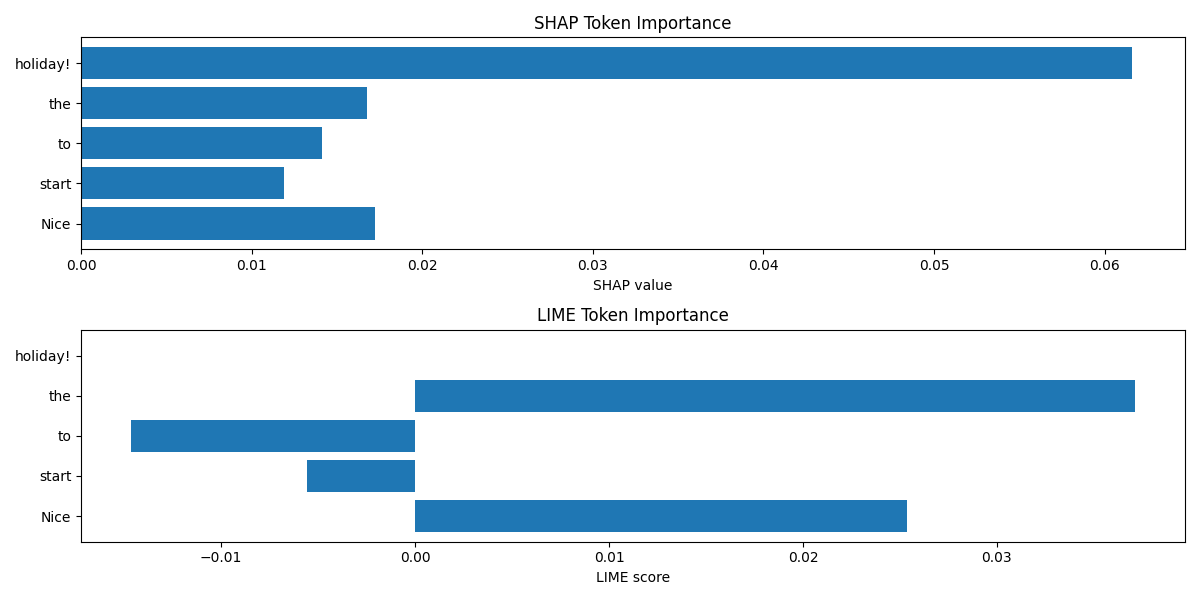 SHAP Token Importance
holiday!
the
to
start
Nice
0.00 0.01 0.02 0.03 0.04 0.05 0.06
SHAP value
LIME Token Importance
holiday!
the
to
start
Nice
−0.01 0.00 0.01 0.02 0.03
LIME score